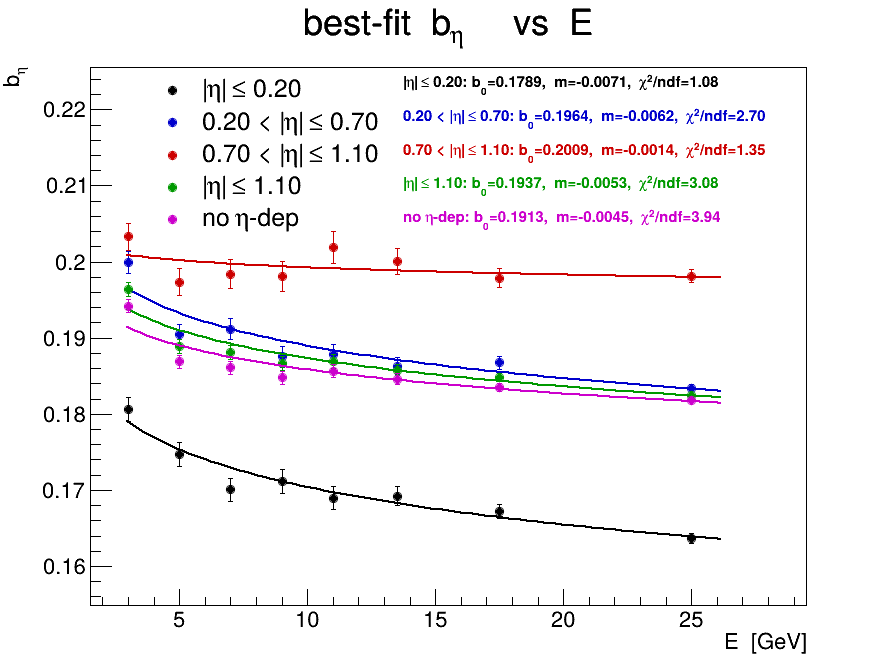 best-fit bη vs E
bη
|η| ≤ 0.20
0.20 < |η| ≤ 0.70
0.70 < |η| ≤ 1.10
|η| ≤ 1.10
no η-dep
|η| ≤ 0.20: b0=0.1789, m=-0.0071, χ²/ndf=1.08
0.20 < |η| ≤ 0.70: b0=0.1964, m=-0.0062, χ²/ndf=2.70
0.70 < |η| ≤ 1.10: b0=0.2009, m=-0.0014, χ²/ndf=1.35
|η| ≤ 1.10: b0=0.1937, m=-0.0053, χ²/ndf=3.08
no η-dep: b0=0.1913, m=-0.0045, χ²/ndf=3.94
0.22
0.21
0.2
0.19
0.18
0.17
0.16
5 10 15 20 25
E [GeV]